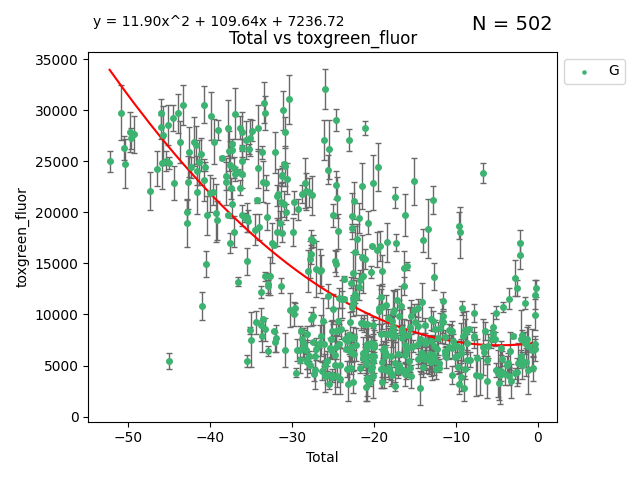 y = 11.90x^2 + 109.64x + 7236.72
N = 502
Total vs toxgreen_fluor
G
toxgreen_fluor
35000
30000
25000
20000
15000
10000
5000
0
−50 −40 −30 −20 −10 0
Total